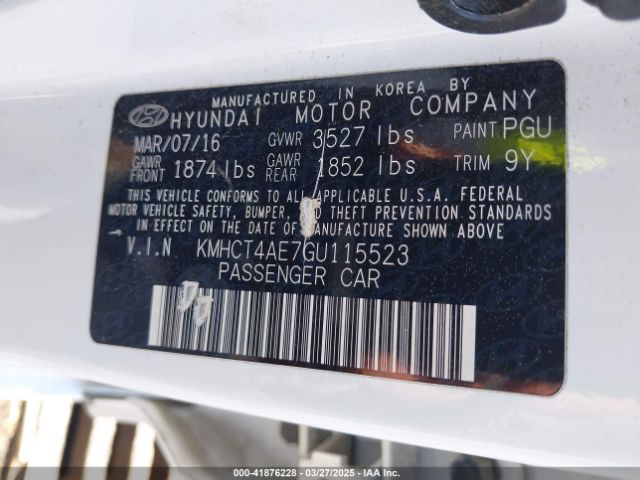 MANUFACTURED IN KOREA BY
HYUNDAI MOTOR COMPANY
MAR/07/16 GVWR 3527 lbs PAINT PGU
GAWR FRONT 1874 lbs GAWR REAR 1852 lbs TRIM 9Y
THIS VEHICLE CONFORMS TO ALL APPLICABLE U.S.A. FEDERAL
MOTOR VEHICLE SAFETY, BUMPER, AND THEFT PREVENTION STANDARDS
IN EFFECT ON THE DATE OF MANUFACTURE SHOWN ABOVE.
V.I.N KMHCT4AE7GU115523
PASSENGER CAR
000-41876228 — 03/27/2025 — IAA Inc.